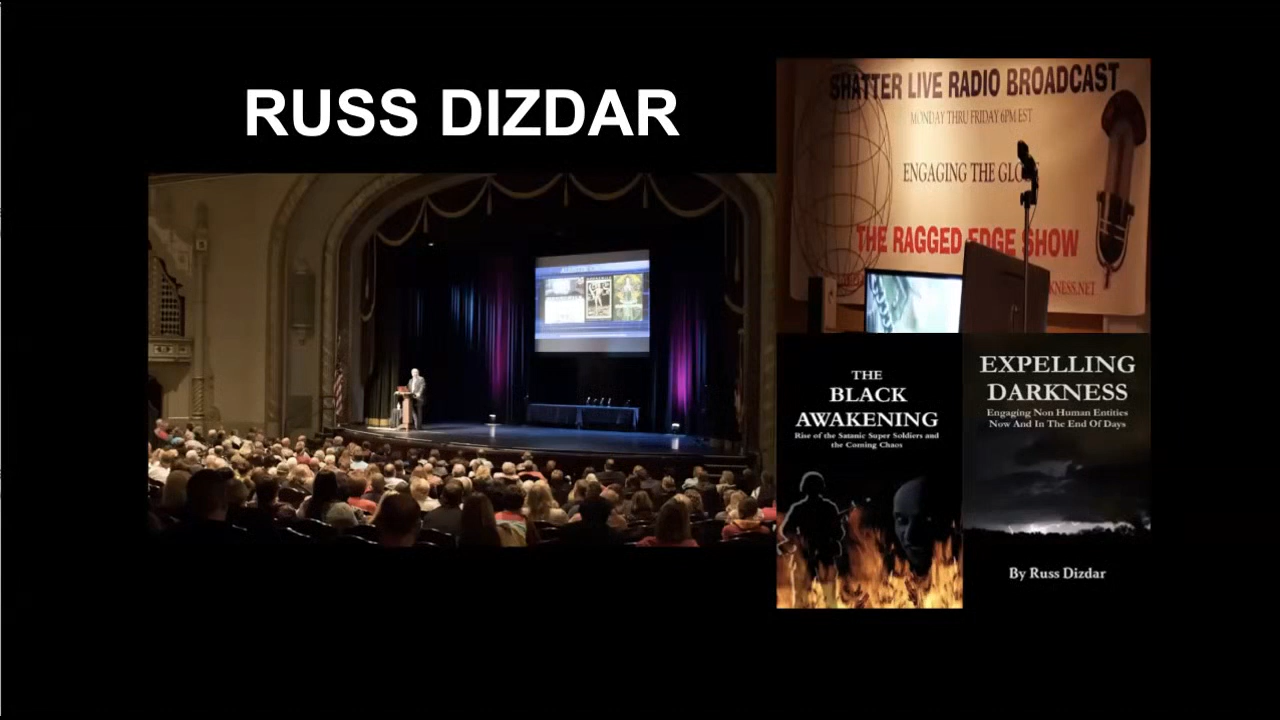 RUSS DIZDAR
SHATTER LIVE RADIO BROADCAST
MONDAY THRU FRIDAY 6PM EST
ENGAGING THE GLO
THE RAGGED EDGE SHOW
KNESS.NET
THE
BLACK
AWAKENING
Rise of the Satanic Super Soldiers and
the Coming Chaos
EXPELLING
DARKNESS
Engaging Non Human Entities
Now And In The End Of Days
By Russ Dizdar